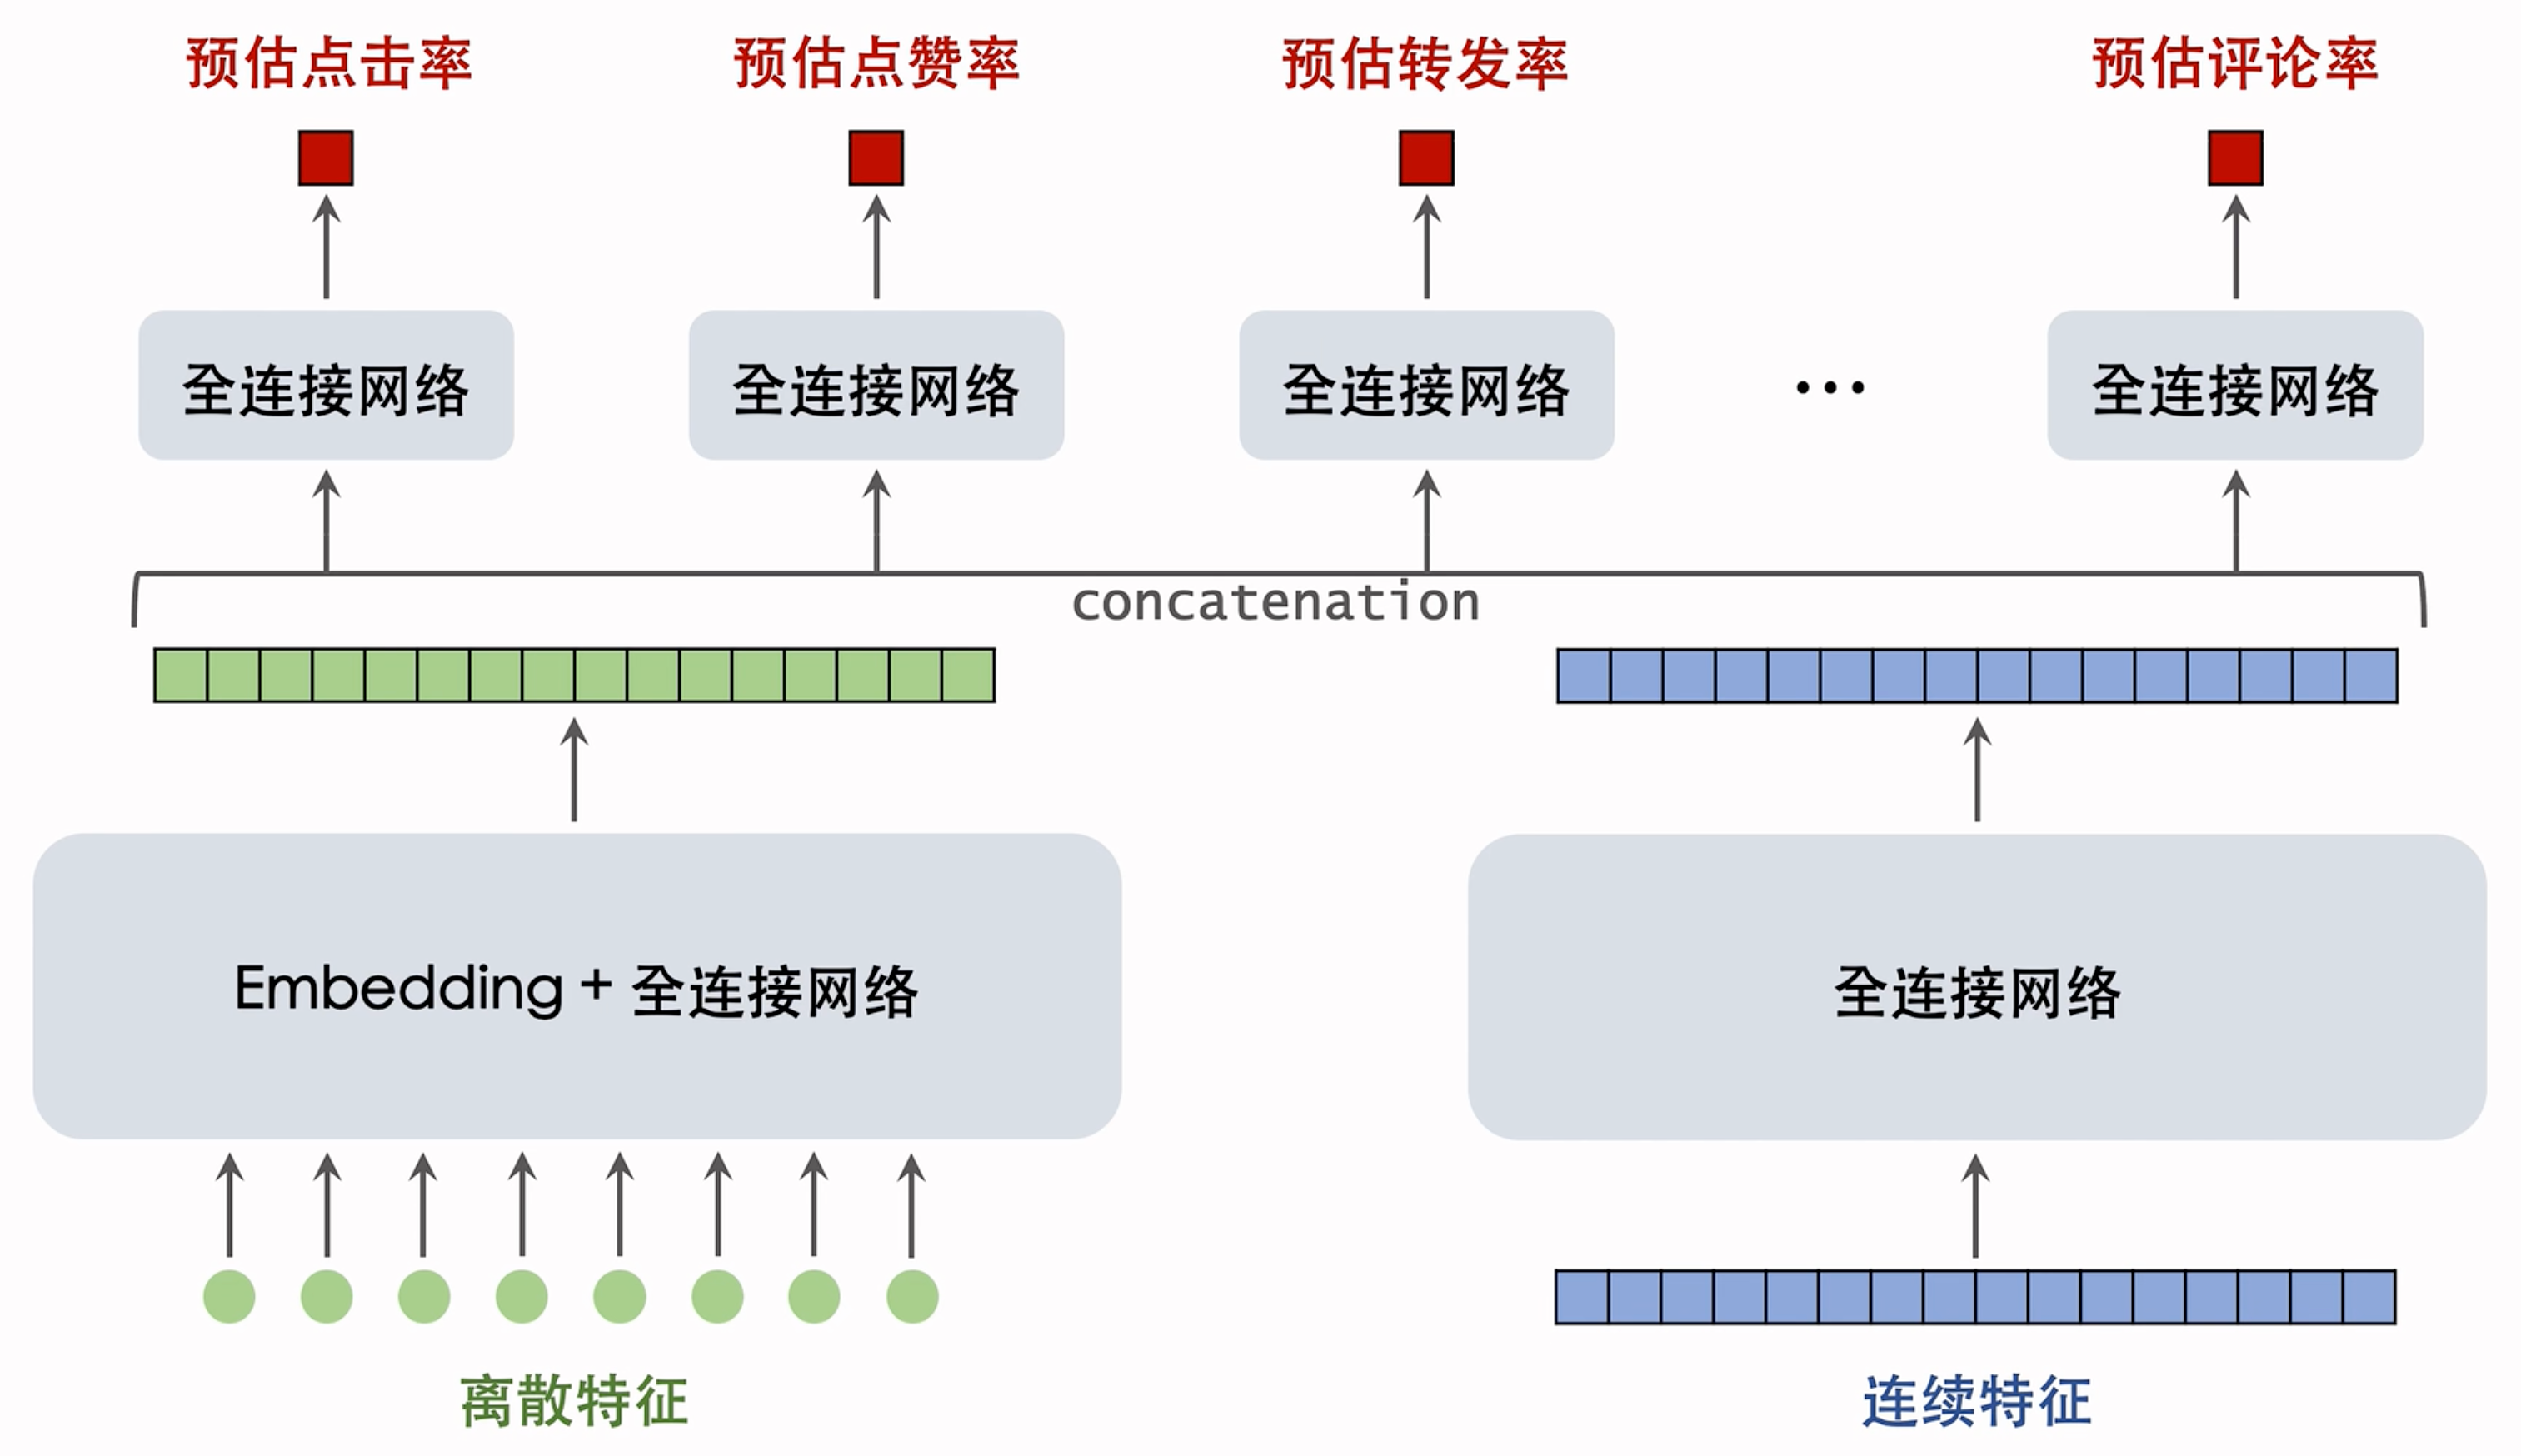 预估点击率 预估点赞率 预估转发率 预估评论率
全连接网络 全连接网络 全连接网络 ... 全连接网络
concatenation
Embedding + 全连接网络 全连接网络
离散特征 连续特征